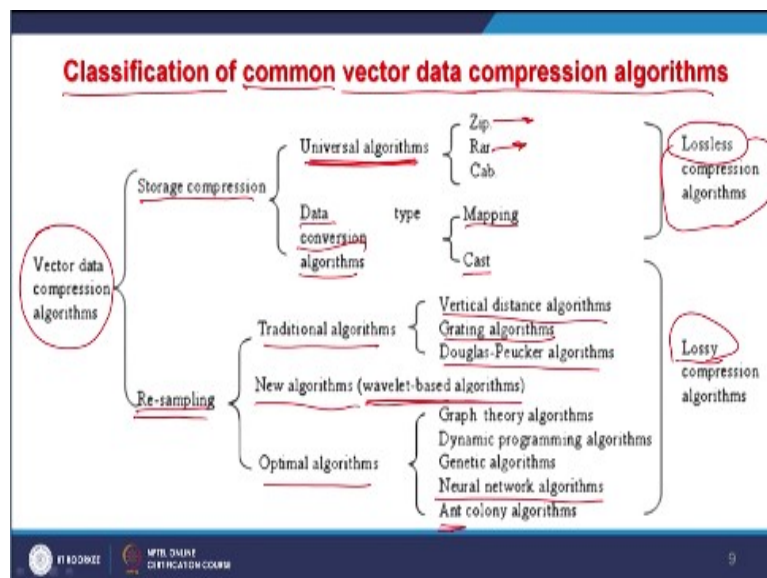 Classification of common vector data compression algorithms
Zip.
Universal algorithms
Rar
Cab
Storage compression
Data type
conversion
algorithms
Mapping
Cast
Lossless
compression
algorithms
Vector data
compression
algorithms
Vertical distance algorithms
Traditional algorithms
Grating algorithms
Douglas-Peucker algorithms
Re-sampling
New algorithms (wavelet-based algorithms)
Graph theory algorithms
Dynamic programming algorithms
Optimal algorithms
Genetic algorithms
Neural network algorithms
Ant colony algorithms
Lossy
compression
algorithms
IIT ROORKEE
NPTEL ONLINE
CERTIFICATION COURSE
9